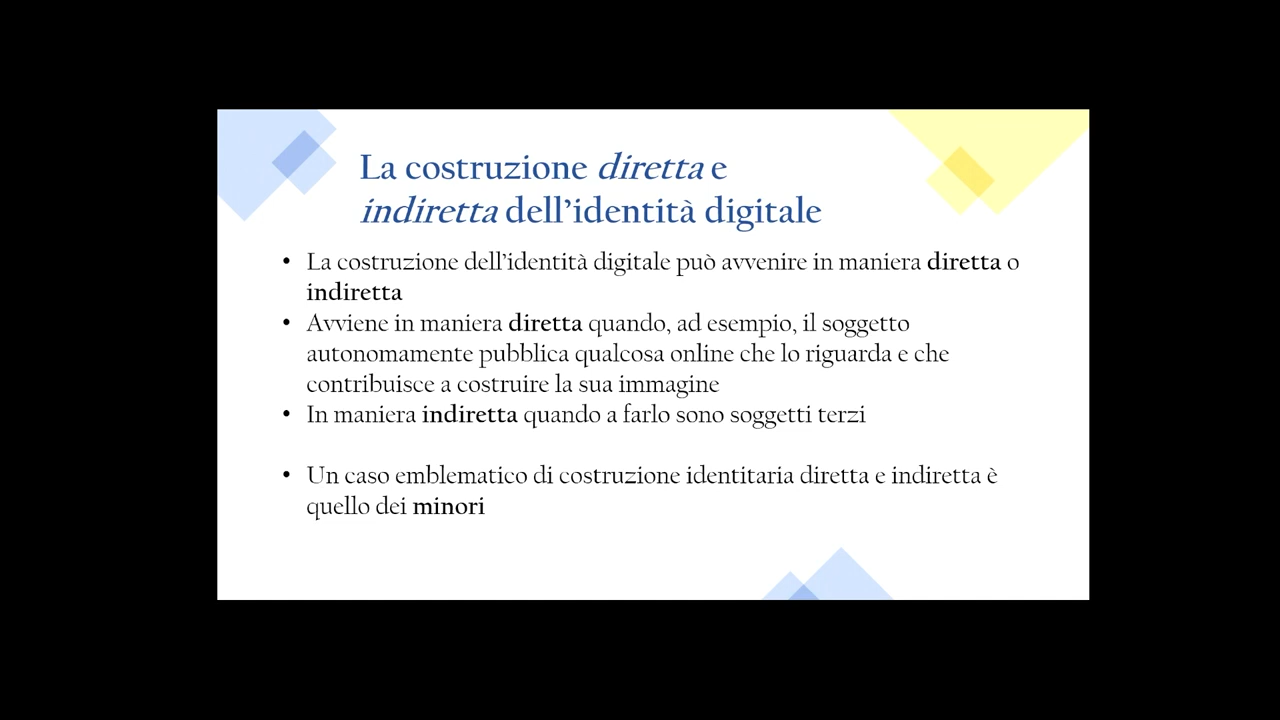 La costruzione diretta e
indiretta dell’identità digitale
• La costruzione dell’identità digitale può avvenire in maniera diretta o
indiretta
• Avviene in maniera diretta quando, ad esempio, il soggetto
autonomamente pubblica qualcosa online che lo riguarda e che
contribuisce a costruire la sua immagine
• In maniera indiretta quando a farlo sono soggetti terzi
• Un caso emblematico di costruzione identitaria diretta e indiretta è
quello dei minori